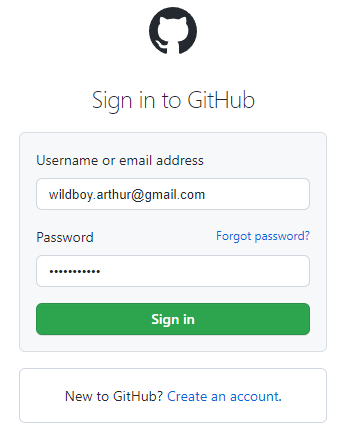 Sign in to GitHub
Username or email address
wildboy.arthur@gmail.com
Password Forgot password?
•••••••••••
Sign in
New to GitHub? Create an account.